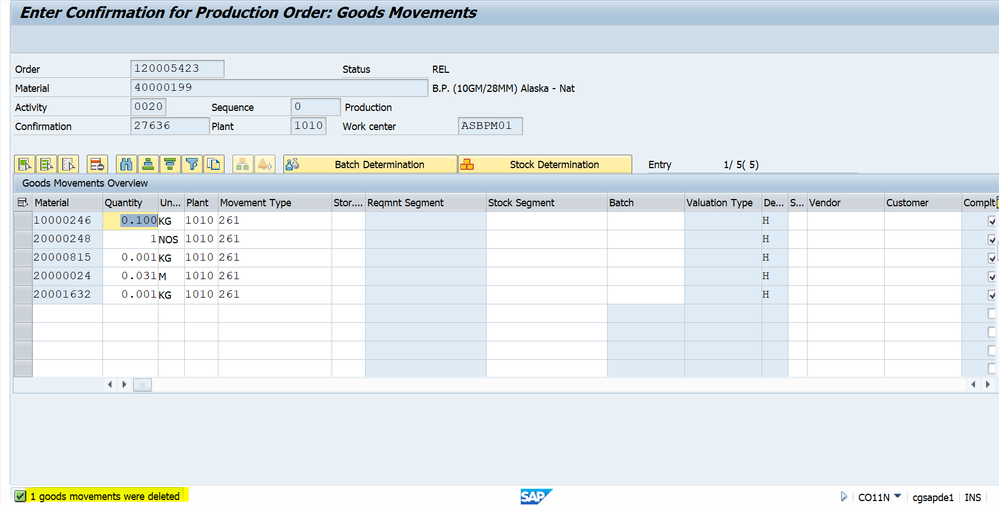 Enter Confirmation for Production Order: Goods Movements
Order 120005423 Status REL
Material 40000199 B.P. (10GM/28MM) Alaska - Nat
Activity 0020 Sequence 0 Production
Confirmation 27636 Plant 1010 Work center ASBPM01
Batch Determination Stock Determination Entry 1/ 5( 5)
Goods Movements Overview
Material Quantity Un... Plant Movement Type Stor.... Reqmnt Segment Stock Segment Batch Valuation Type De... S... Vendor Customer Complt
10000246 0.100 KG 1010 261 H
20000248 1 NOS 1010 261 H
20000815 0.001 KG 1010 261 H
20000024 0.031 M 1010 261 H
20001632 0.001 KG 1010 261 H
1 goods movements were deleted SAP CO11N cgsapde1 INS